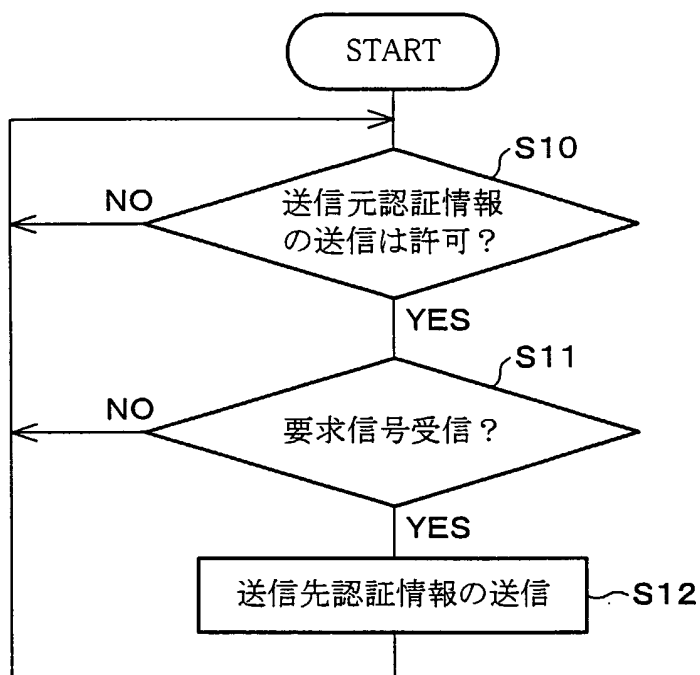 START
S10
送信元認証情報
の送信は許可？
NO
YES
S11
要求信号受信？
NO
YES
送信先認証情報の送信
S12